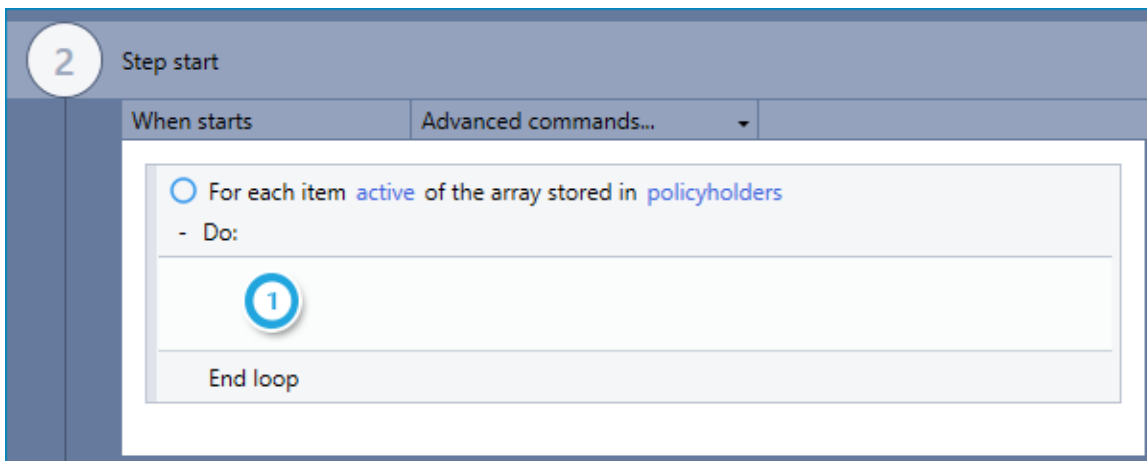 2 Step start
When starts Advanced commands...
For each item active of the array stored in policyholders
- Do:
1
End loop